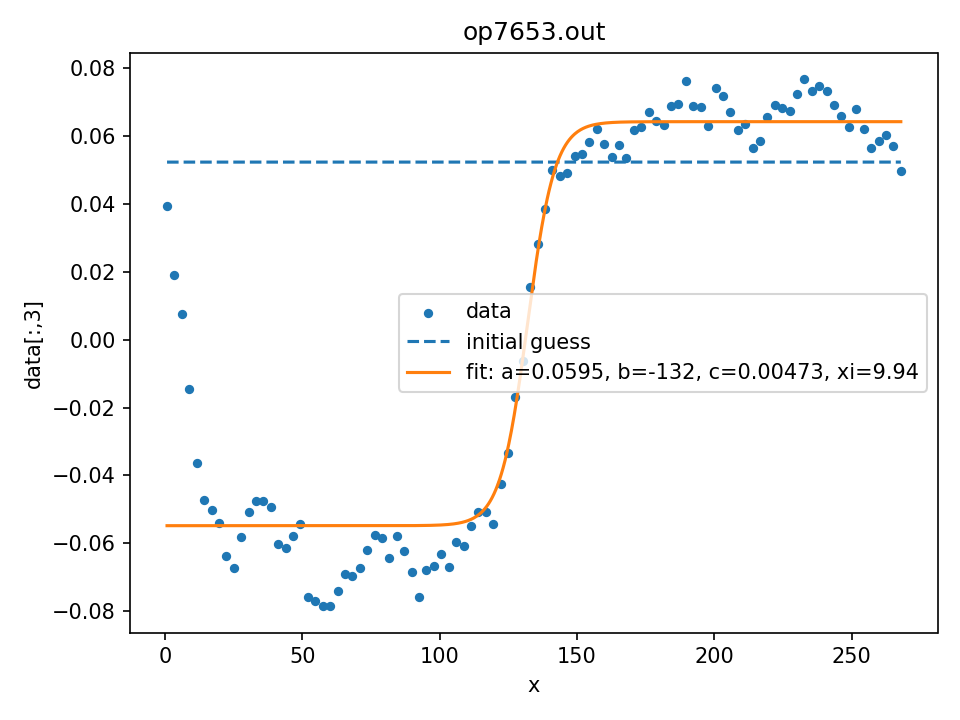 op7653.out
0.08
0.06
0.04
0.02
0.00
−0.02
−0.04
−0.06
−0.08
data[:,3]
data
initial guess
fit: a=0.0595, b=-132, c=0.00473, xi=9.94
0 50 100 150 200 250
x